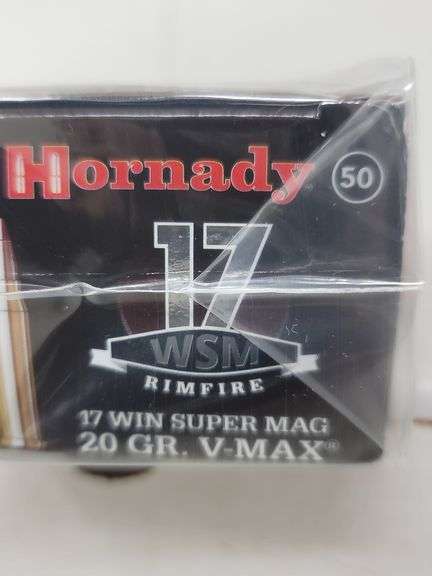 Hornady 50
17
WSM
RIMFIRE
17 WIN SUPER MAG
20 GR. V-MAX®